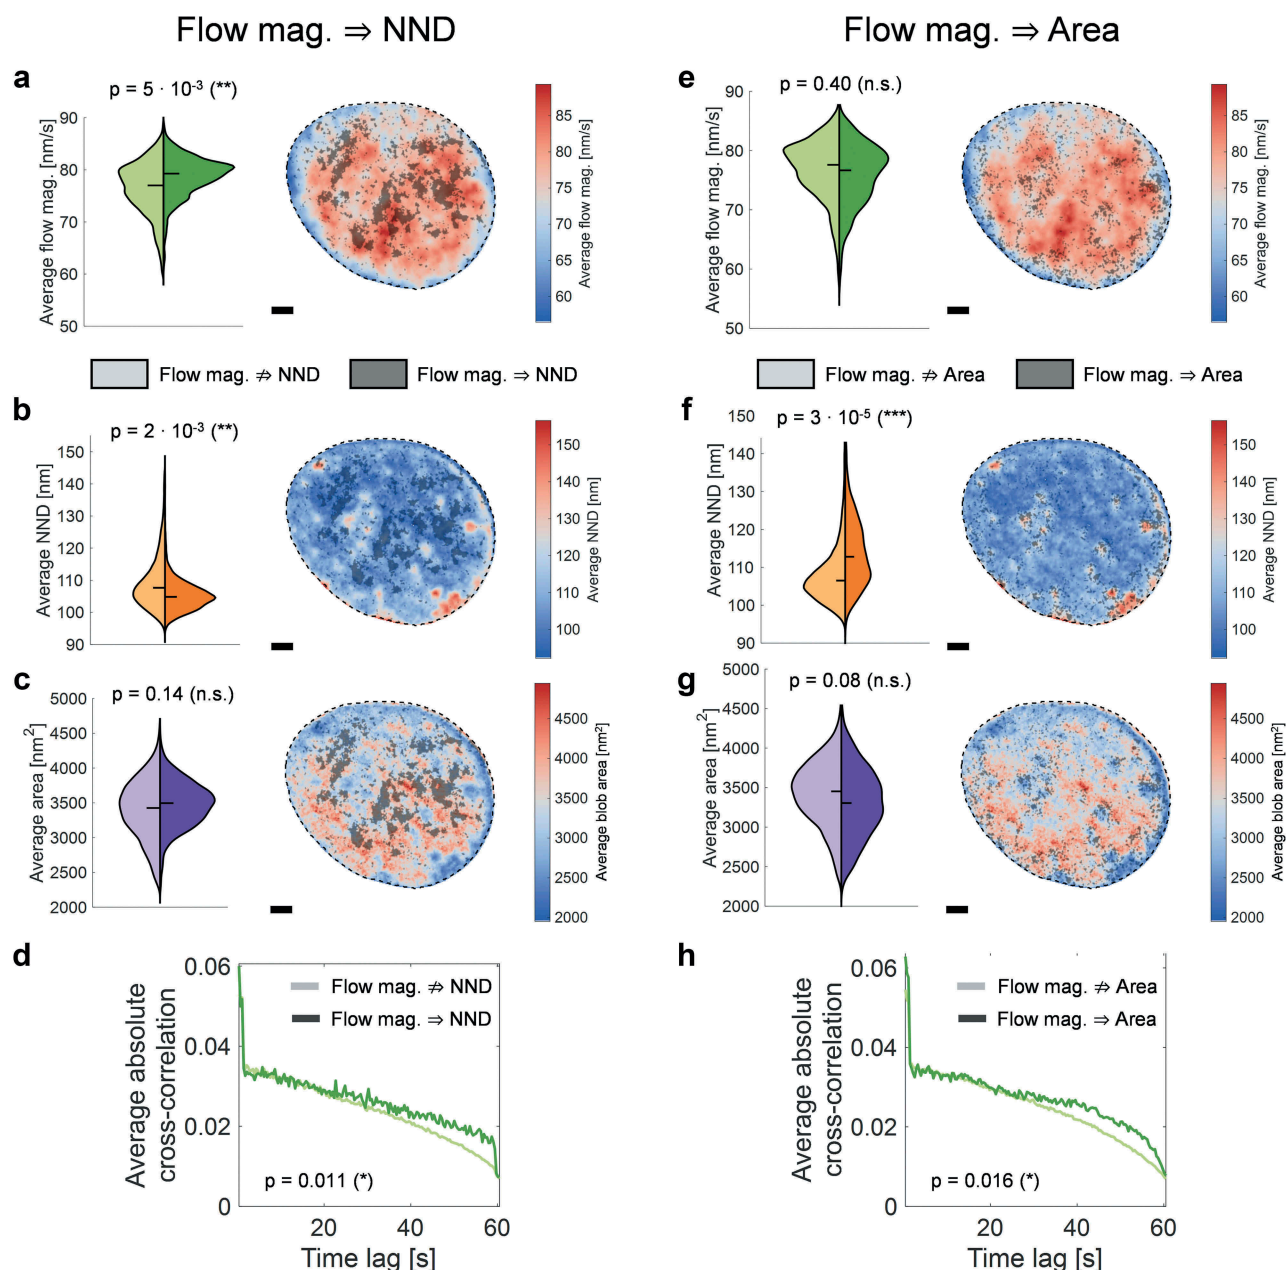 Flow mag. ⇒ NND
Flow mag. ⇒ Area
a
p = 5 · 10-3 (**)
Average flow mag. [nm/s]
90
80
70
60
50
85
80
75
70
65
60
Average flow mag. [nm/s]
e
p = 0.40 (n.s.)
Average flow mag. [nm/s]
90
80
70
60
50
85
80
75
70
65
60
Average flow mag. [nm/s]
Flow mag. ⇏ NND
Flow mag. ⇒ NND
Flow mag. ⇏ Area
Flow mag. ⇒ Area
b
p = 2 · 10-3 (**)
Average NND [nm]
150
140
130
120
110
100
90
150
140
130
120
110
100
Average NND [nm]
f
p = 3 · 10-5 (***)
Average NND [nm]
150
140
130
120
110
100
90
150
140
130
120
110
100
Average NND [nm]
c
p = 0.14 (n.s.)
Average area [nm2]
5000
4500
4000
3500
3000
2500
2000
4500
4000
3500
3000
2500
2000
Average blob area [nm2]
g
p = 0.08 (n.s.)
Average area [nm2]
5000
4500
4000
3500
3000
2500
2000
4500
4000
3500
3000
2500
2000
Average blob area [nm2]
d
Average absolute
cross-correlation
0.06
0.04
0.02
0
Flow mag. ⇏ NND
Flow mag. ⇒ NND
p = 0.011 (*)
20
40
60
Time lag [s]
h
Average absolute
cross-correlation
0.06
0.04
0.02
0
Flow mag. ⇏ Area
Flow mag. ⇒ Area
p = 0.016 (*)
20
40
60
Time lag [s]